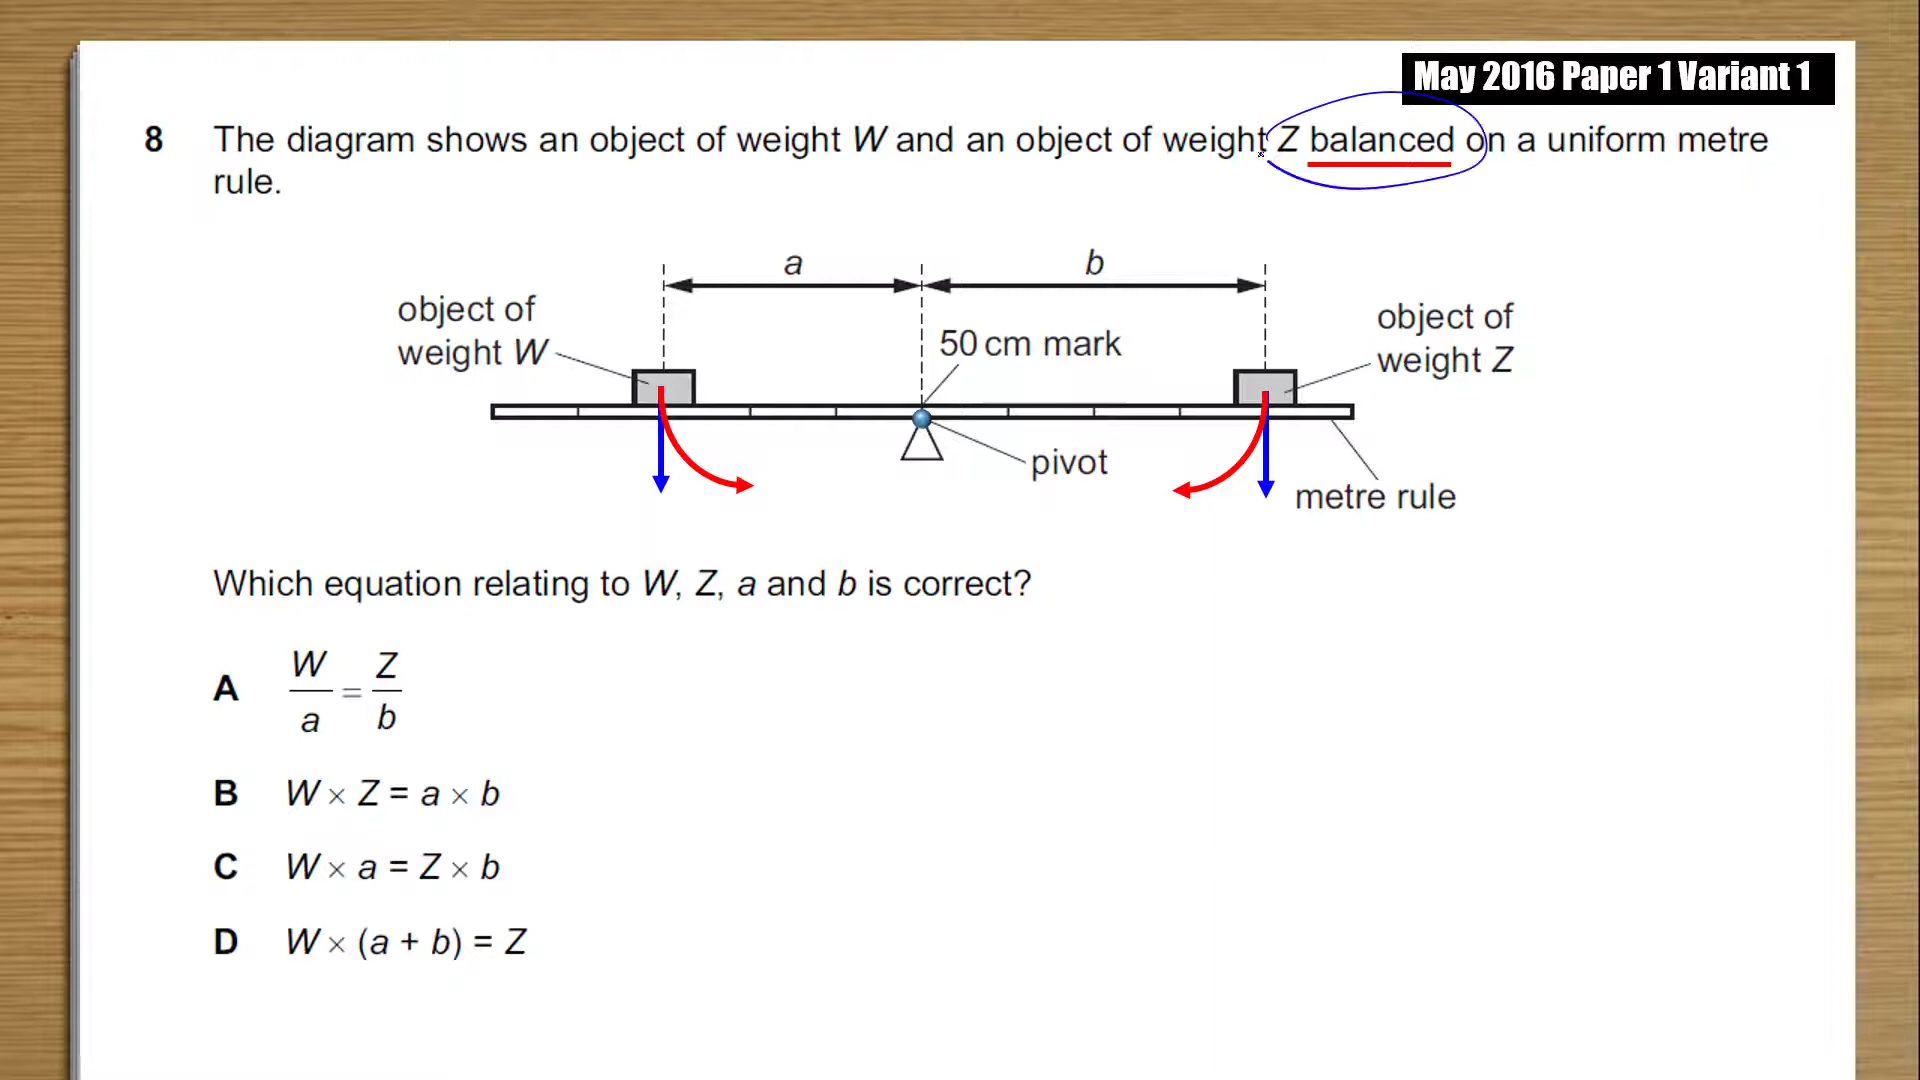 May 2016 Paper 1 Variant 1
8 The diagram shows an object of weight W and an object of weight Z balanced on a uniform metre
rule.
a
b
object of
weight W
50 cm mark
object of
weight Z
pivot
metre rule
Which equation relating to W, Z, a and b is correct?
A W/a = Z/b
B W × Z = a × b
C W × a = Z × b
D W × (a + b) = Z